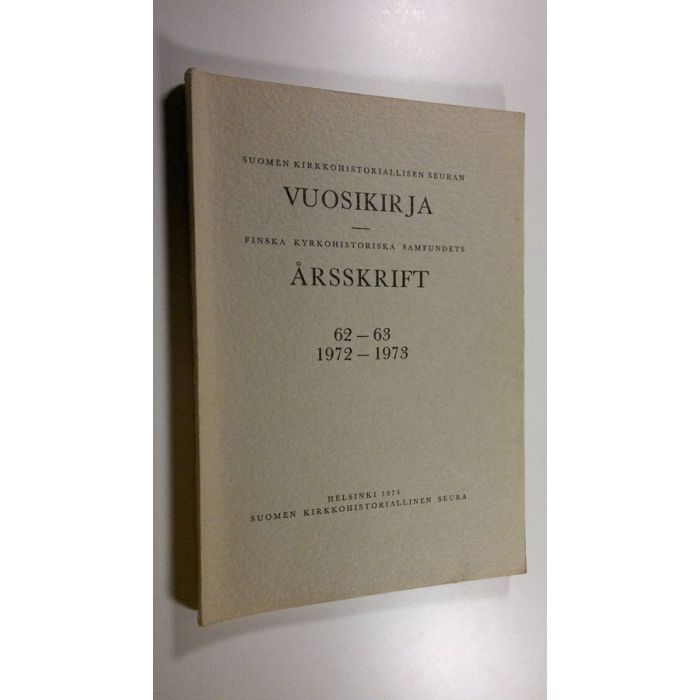 SUOMEN KIRKKOHISTORIALLISEN SEURAN
VUOSIKIRJA
FINSKA KYRKOHISTORISKA SAMFUNDETS
ÅRSSKRIFT
62 – 63
1972 – 1973
HELSINKI 1974
SUOMEN KIRKKOHISTORIALLINEN SEURA